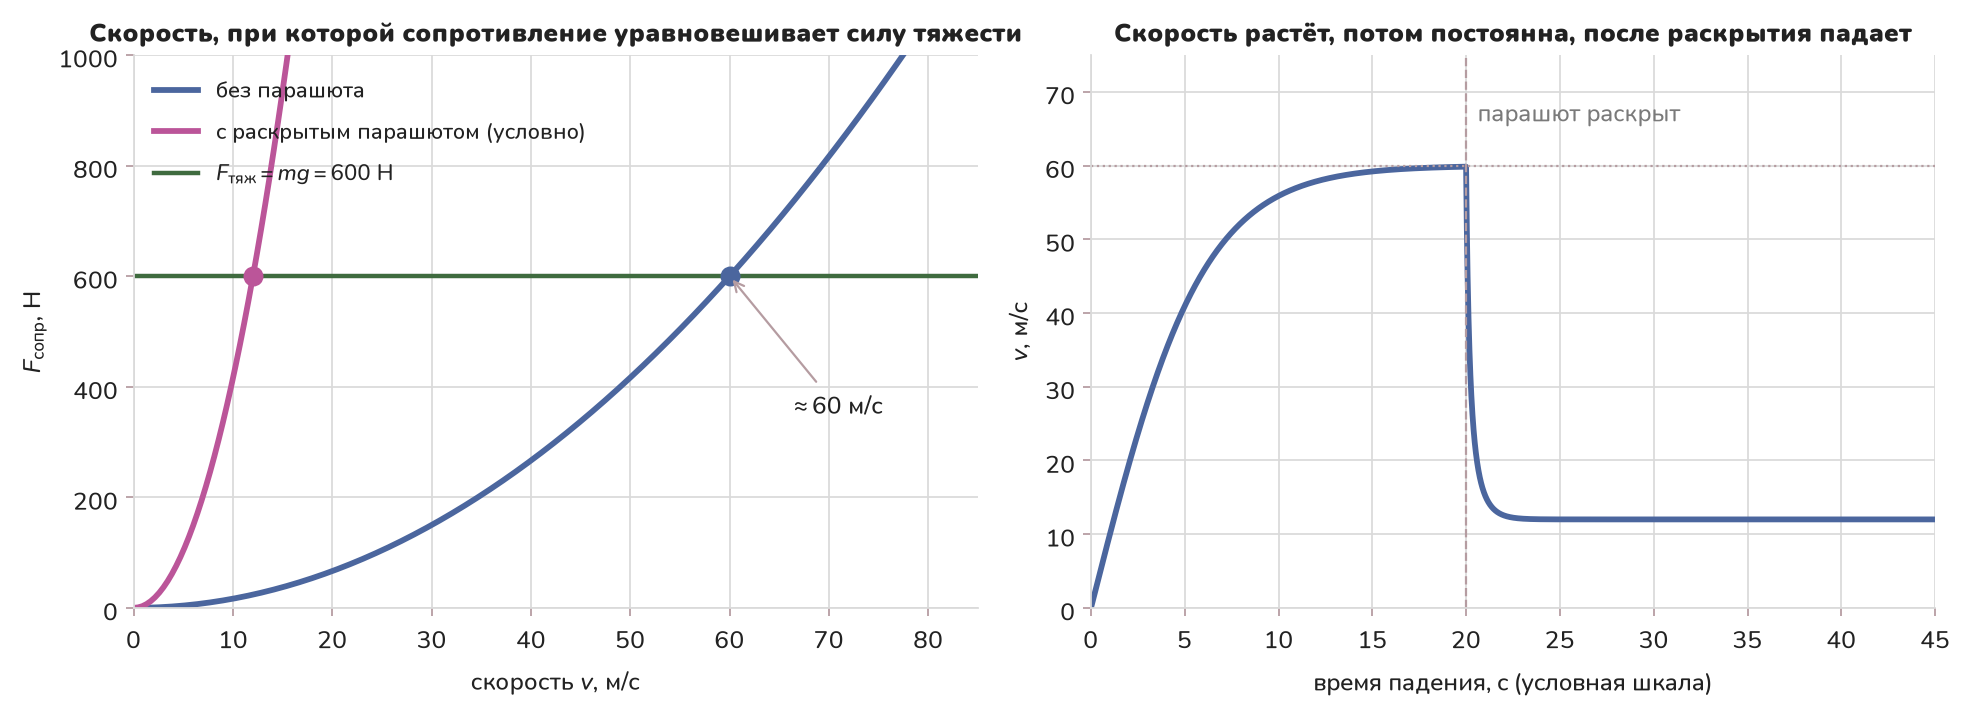 Скорость, при которой сопротивление уравновешивает силу тяжести
1000
800
600
400
200
0
Fсопр, Н
без парашюта
с раскрытым парашютом (условно)
Fтяж = mg = 600 Н
≈ 60 м/с
0 10 20 30 40 50 60 70 80
скорость v, м/с
Скорость растёт, потом постоянна, после раскрытия падает
70
60
50
40
30
20
10
0
v, м/с
парашют раскрыт
0 5 10 15 20 25 30 35 40 45
время падения, с (условная шкала)